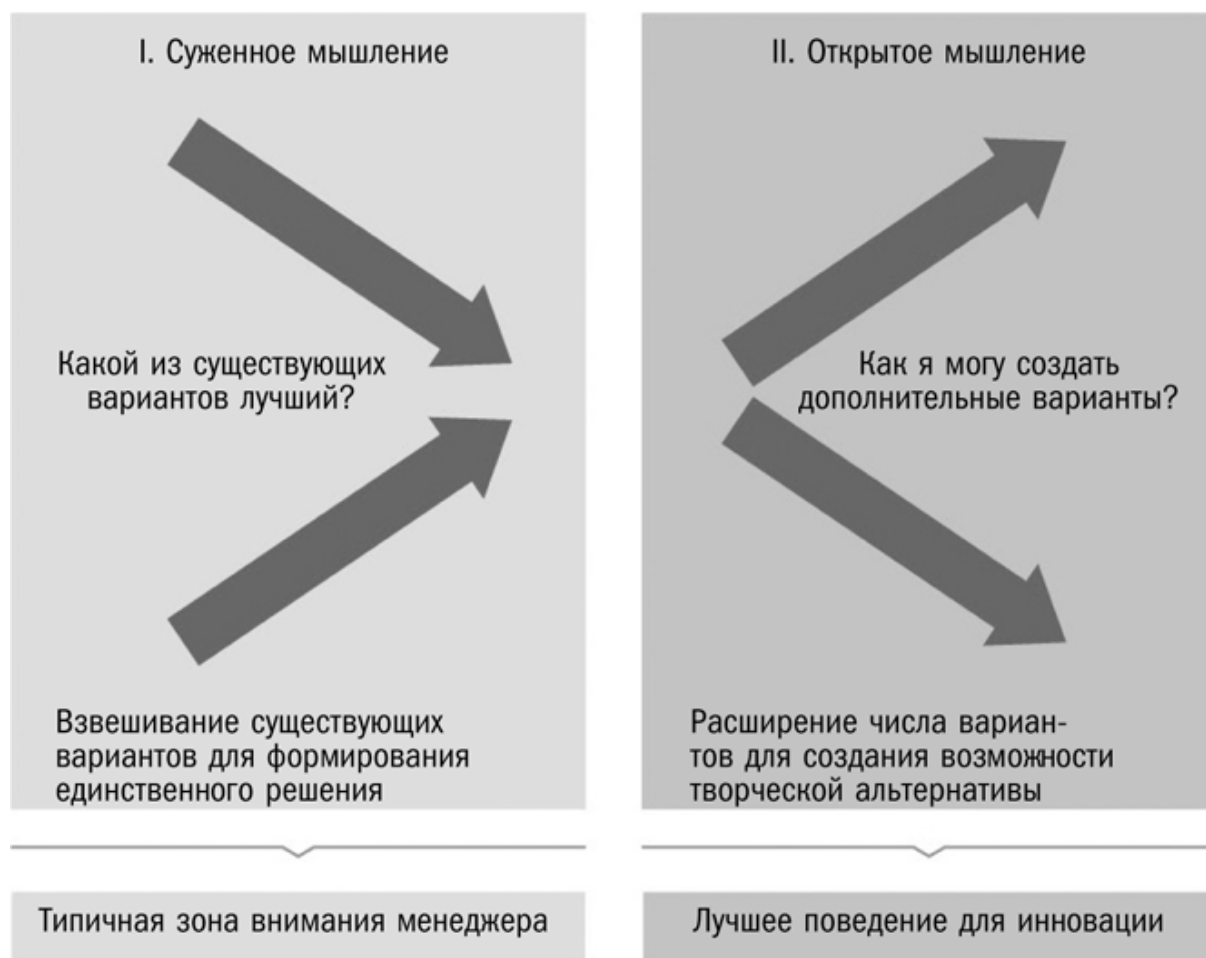 I. Суженное мышление
Какой из существующих
вариантов лучший?
Взвешивание существующих
вариантов для формирования
единственного решения
Типичная зона внимания менеджера
II. Открытое мышление
Как я могу создать
дополнительные варианты?
Расширение числа вариан-
тов для создания возможности
творческой альтернативы
Лучшее поведение для инновации